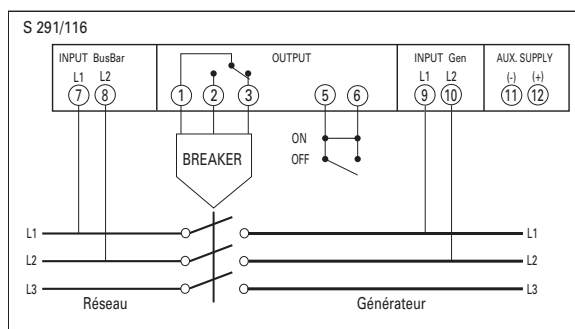 S 291/116
INPUT BusBar
OUTPUT
INPUT Gen
AUX. SUPPLY
L1 L2
L1 L2
(-) (+)
7 8
1 2 3
5 6
9 10
11 12
ON
OFF
BREAKER
L1
L1
L2
L2
L3
L3
Réseau
Générateur